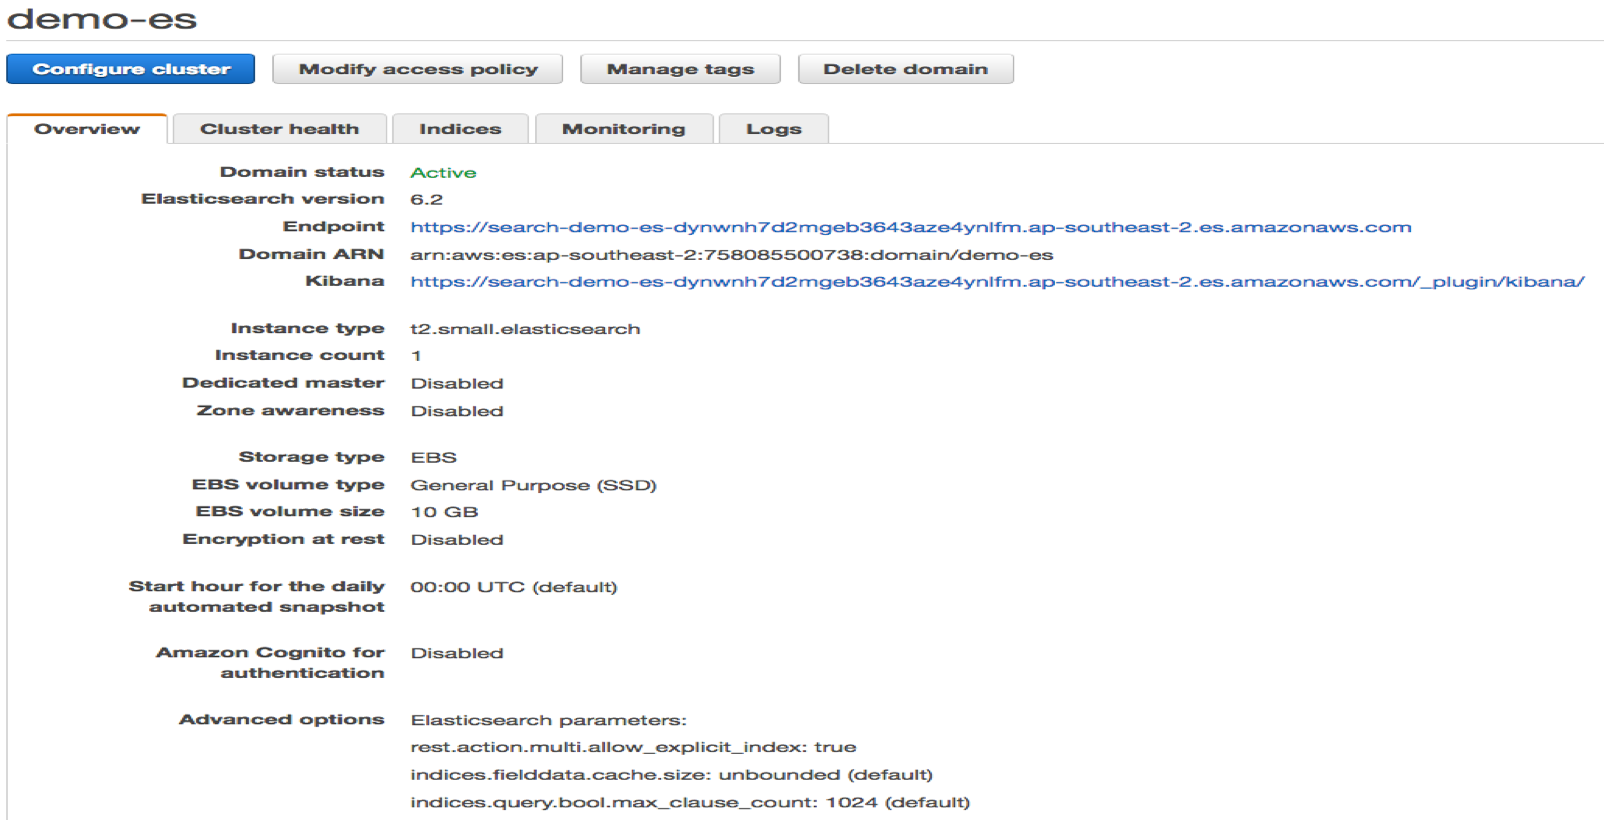 demo-es
Configure cluster Modify access policy Manage tags Delete domain
Overview Cluster health Indices Monitoring Logs
Domain status Active
Elasticsearch version 6.2
Endpoint https://search-demo-es-dynwnh7d2mgeb3643aze4ynlfm.ap-southeast-2.es.amazonaws.com
Domain ARN arn:aws:es:ap-southeast-2:758085500738:domain/demo-es
Kibana https://search-demo-es-dynwnh7d2mgeb3643aze4ynlfm.ap-southeast-2.es.amazonaws.com/_plugin/kibana/
Instance type t2.small.elasticsearch
Instance count 1
Dedicated master Disabled
Zone awareness Disabled
Storage type EBS
EBS volume type General Purpose (SSD)
EBS volume size 10 GB
Encryption at rest Disabled
Start hour for the daily 00:00 UTC (default)
automated snapshot
Amazon Cognito for Disabled
authentication
Advanced options Elasticsearch parameters:
rest.action.multi.allow_explicit_index: true
indices.fielddata.cache.size: unbounded (default)
indices.query.bool.max_clause_count: 1024 (default)